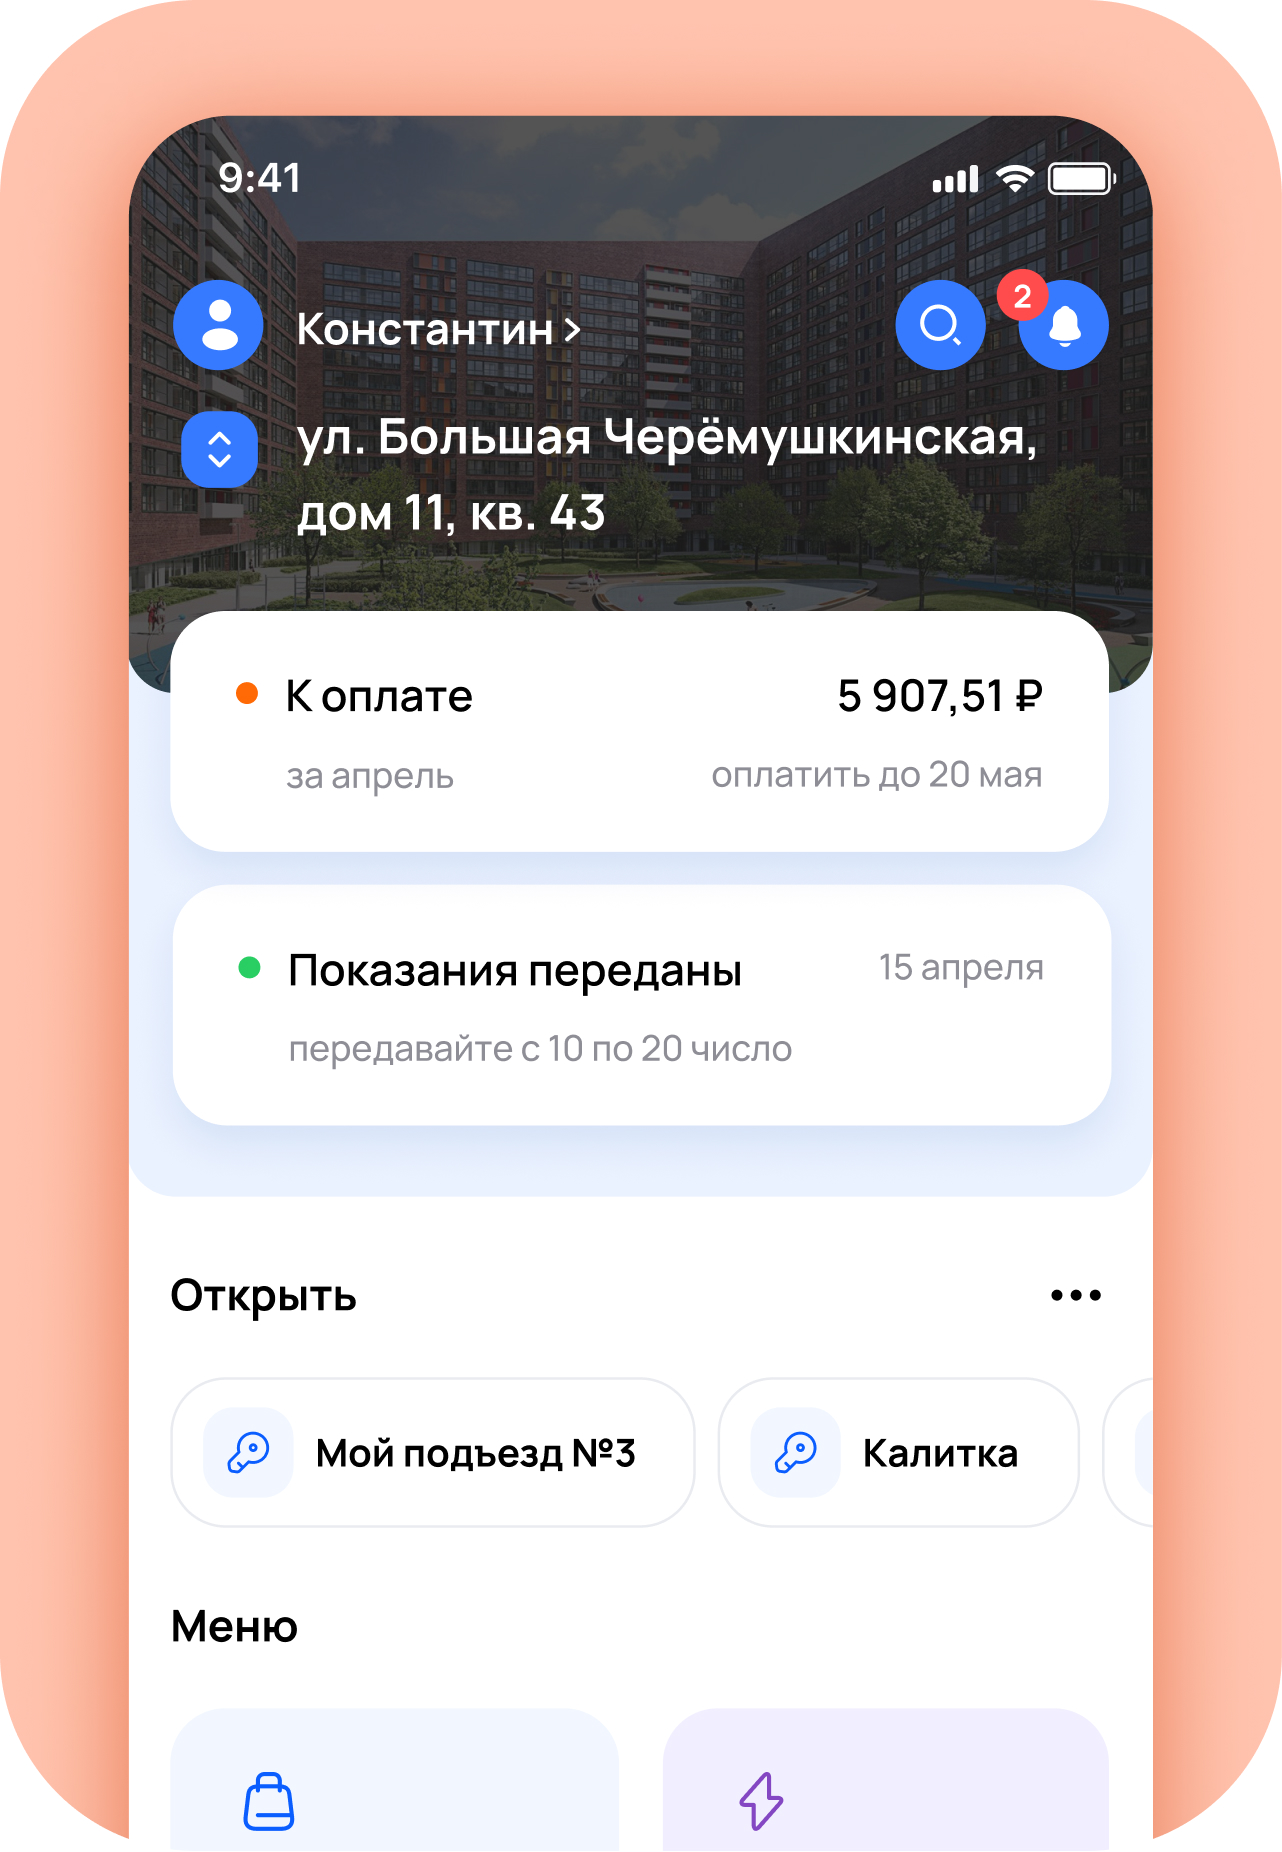 9:41
2
Константин
ул. Большая Черёмушкинская,
дом 11, кв. 43
К оплате 5 907,51 ₽
за апрель оплатить до 20 мая
Показания переданы 15 апреля
передавайте с 10 по 20 число
Открыть
Мой подъезд №3 Калитка
Меню